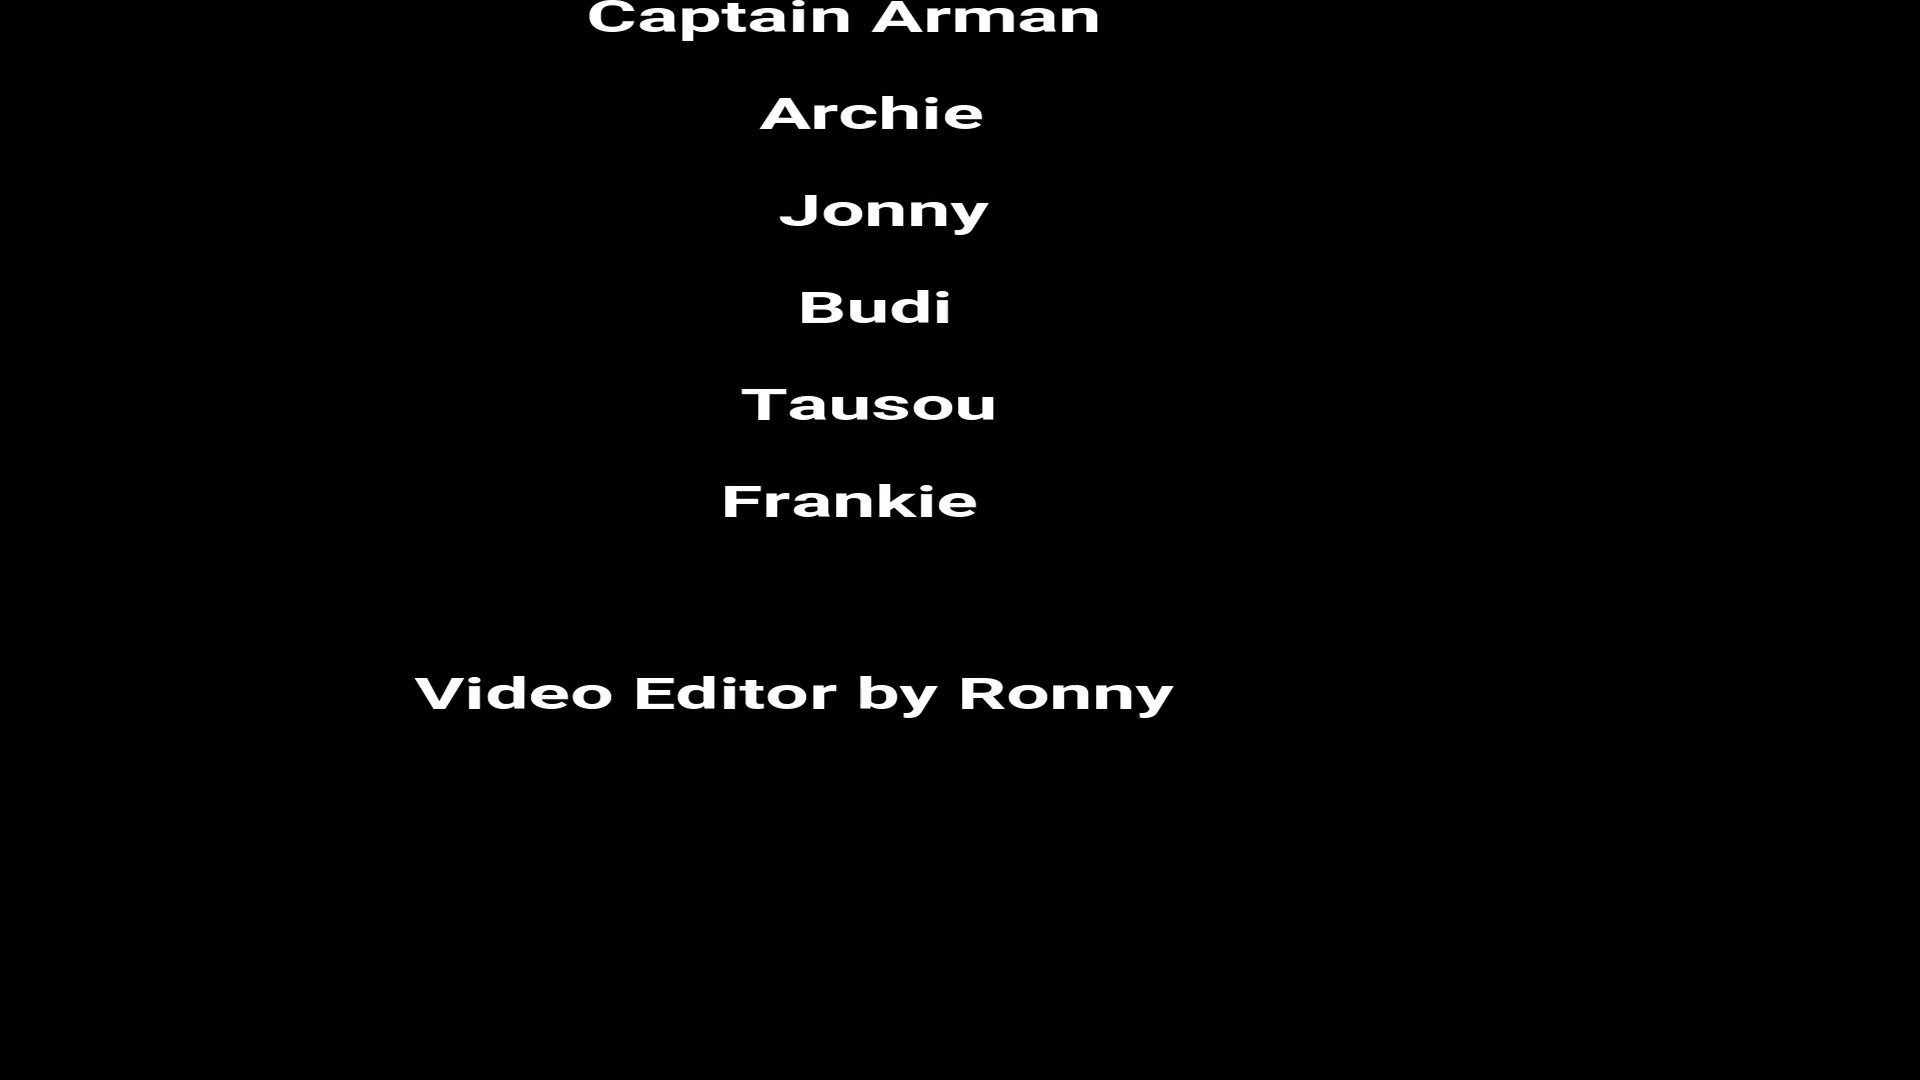 Captain Arman
Archie
Jonny
Budi
Tausou
Frankie
Video Editor by Ronny